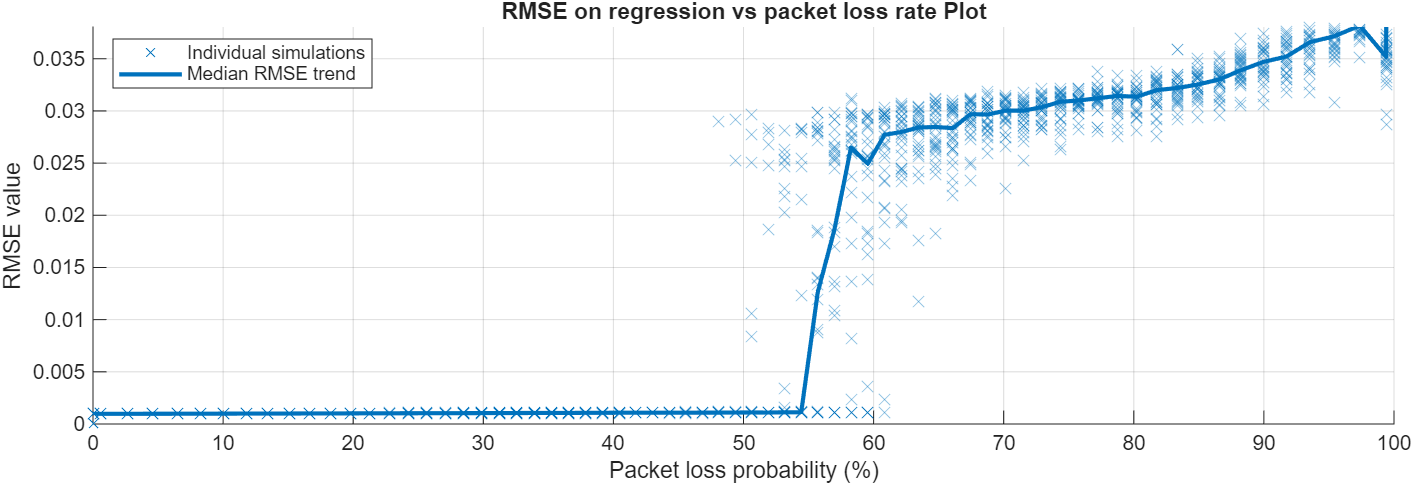 RMSE on regression vs packet loss rate Plot
Individual simulations
Median RMSE trend
RMSE value
0.035
0.03
0.025
0.02
0.015
0.01
0.005
0
0 10 20 30 40 50 60 70 80 90 100
Packet loss probability (%)